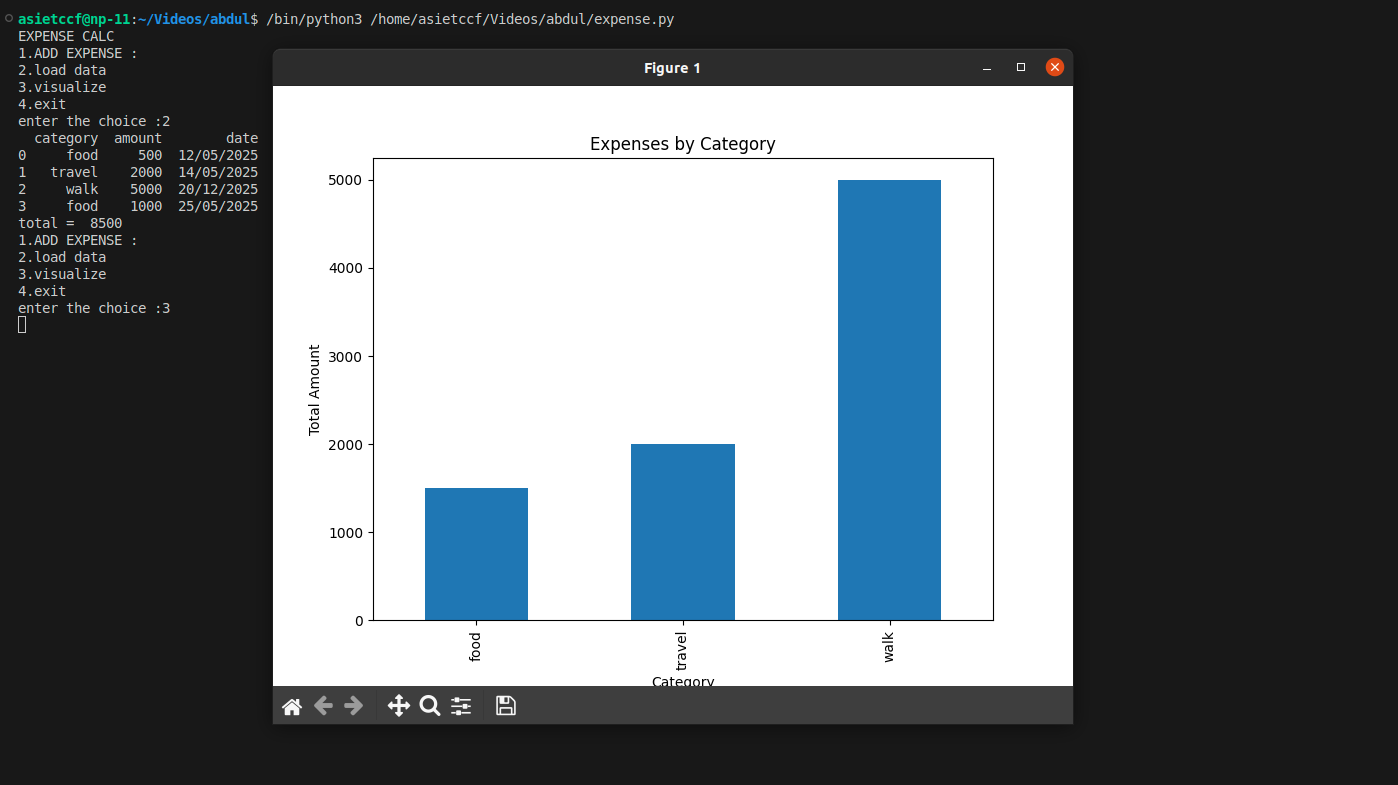 asietccf@np-11:~/Videos/abdul$ /bin/python3 /home/asietccf/Videos/abdul/expense.py
EXPENSE CALC
1.ADD EXPENSE :
2.load data
3.visualize
4.exit
enter the choice :2
  category  amount        date
0     food     500  12/05/2025
1   travel    2000  14/05/2025
2     walk    5000  20/12/2025
3     food    1000  25/05/2025
total =  8500
1.ADD EXPENSE :
2.load data
3.visualize
4.exit
enter the choice :3
Figure 1
Expenses by Category
Total Amount
5000
4000
3000
2000
1000
0
food
travel
walk
Category